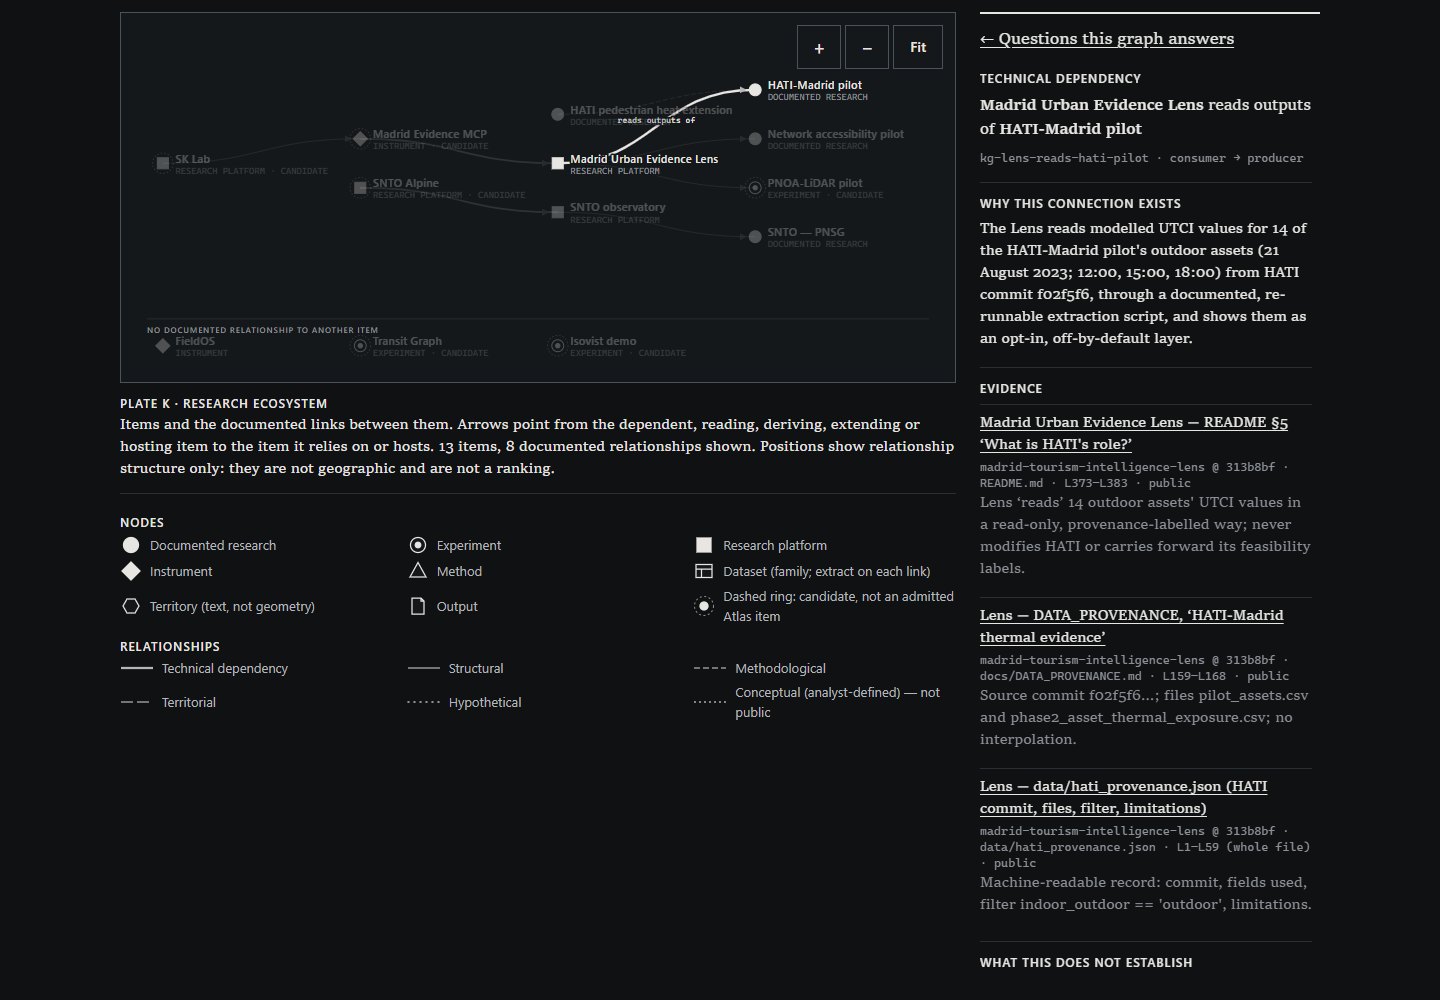 +
−
Fit
HATI-Madrid pilot
DOCUMENTED RESEARCH
HATI pedestrian heat extension
reads outputs of
Madrid Evidence MCP
INSTRUMENT · CANDIDATE
Network accessibility pilot
DOCUMENTED RESEARCH
SK Lab
RESEARCH PLATFORM · CANDIDATE
Madrid Urban Evidence Lens
RESEARCH PLATFORM
SNTO Alpine
RESEARCH PLATFORM · CANDIDATE
PNOA-LiDAR pilot
EXPERIMENT · CANDIDATE
SNTO observatory
RESEARCH PLATFORM
SNTO — PNSG
DOCUMENTED RESEARCH
NO DOCUMENTED RELATIONSHIP TO ANOTHER ITEM
FieldOS
INSTRUMENT
Transit Graph
EXPERIMENT · CANDIDATE
Isovist demo
EXPERIMENT · CANDIDATE
PLATE K · RESEARCH ECOSYSTEM
Items and the documented links between them. Arrows point from the dependent, reading, deriving, extending or
hosting item to the item it relies on or hosts. 13 items, 8 documented relationships shown. Positions show relationship
structure only: they are not geographic and are not a ranking.
NODES
Documented research
Experiment
Research platform
Instrument
Method
Dataset (family; extract on each link)
Territory (text, not geometry)
Output
Dashed ring: candidate, not an admitted
Atlas item
RELATIONSHIPS
Technical dependency
Structural
Methodological
Territorial
Hypothetical
Conceptual (analyst-defined) — not
public
← Questions this graph answers
TECHNICAL DEPENDENCY
Madrid Urban Evidence Lens reads outputs
of HATI-Madrid pilot
kg-lens-reads-hati-pilot · consumer → producer
WHY THIS CONNECTION EXISTS
The Lens reads modelled UTCI values for 14 of
the HATI-Madrid pilot's outdoor assets (21
August 2023; 12:00, 15:00, 18:00) from HATI
commit f02f5f6, through a documented, re-
runnable extraction script, and shows them as
an opt-in, off-by-default layer.
EVIDENCE
Madrid Urban Evidence Lens — README §5
‘What is HATI's role?’
madrid-tourism-intelligence-lens @ 313b8bf ·
README.md · L373–L383 · public
Lens ‘reads’ 14 outdoor assets' UTCI values in
a read-only, provenance-labelled way; never
modifies HATI or carries forward its feasibility
labels.
Lens — DATA_PROVENANCE, ‘HATI-Madrid
thermal evidence’
madrid-tourism-intelligence-lens @ 313b8bf ·
docs/DATA_PROVENANCE.md · L159–L168 · public
Source commit f02f5f6…; files pilot_assets.csv
and phase2_asset_thermal_exposure.csv; no
interpolation.
Lens — data/hati_provenance.json (HATI
commit, files, filter, limitations)
madrid-tourism-intelligence-lens @ 313b8bf ·
data/hati_provenance.json · L1–L59 (whole file)
· public
Machine-readable record: commit, fields used,
filter indoor_outdoor == 'outdoor', limitations.
WHAT THIS DOES NOT ESTABLISH